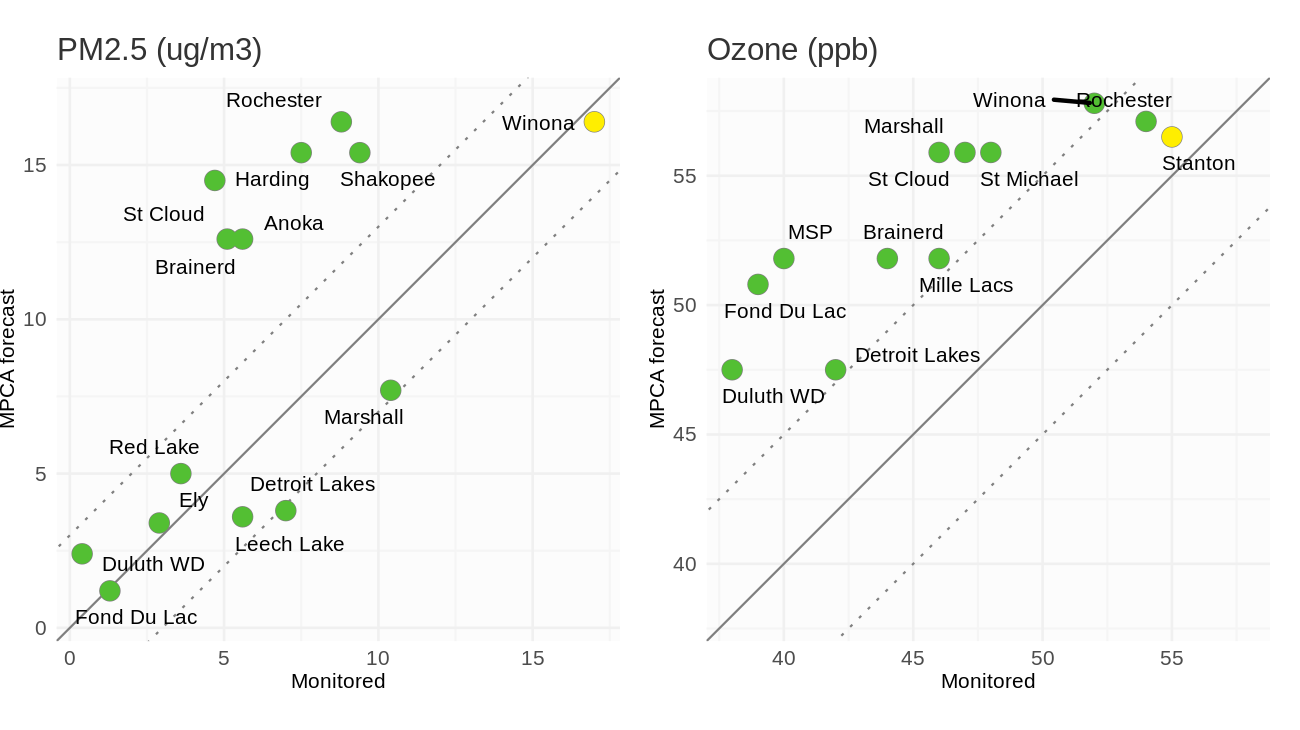 PM2.5 (ug/m3)
Rochester
Winona
15
Harding
Shakopee
St Cloud
Anoka
Brainerd
10
MPCA forecast
Marshall
Red Lake
5
Detroit Lakes
Ely
Leech Lake
Duluth WD
Fond Du Lac
0
0 5 10 15
Monitored
Ozone (ppb)
Winona
Rochester
Marshall
Stanton
55
St Cloud
St Michael
MSP
Brainerd
Mille Lacs
50
Fond Du Lac
MPCA forecast
Detroit Lakes
Duluth WD
45
40
40 45 50 55
Monitored